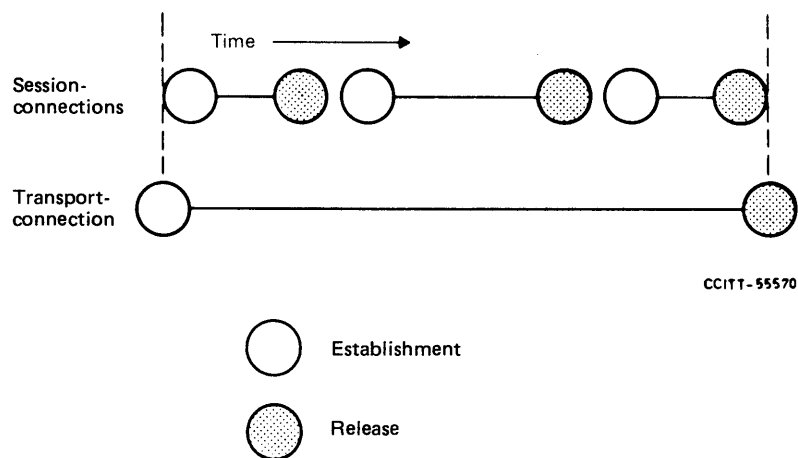 Time
Session-
connections
Transport-
connection
CCITT-55570
Establishment
Release